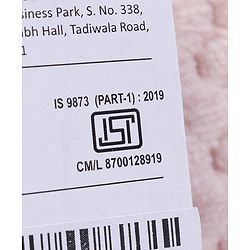 siness Park, S. No. 338,
bh Hall, Tadiwala Road,
1
IS 9873 (PART-1) : 2019
ISI
CM/L 8700128919